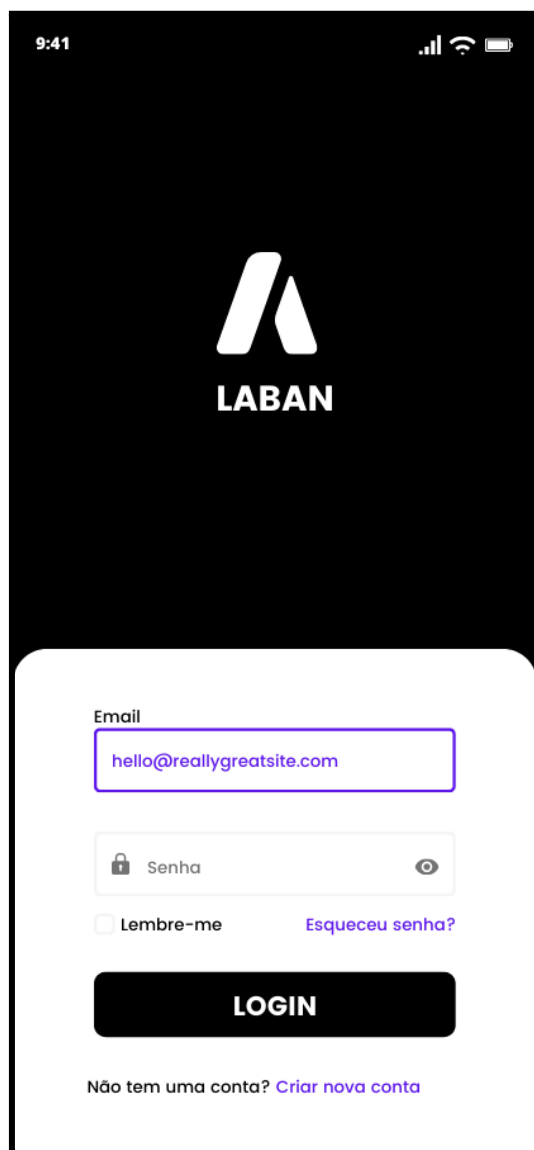 9:41
LABAN
Email
hello@reallygreatsite.com
Senha
Lembre-me Esqueceu senha?
LOGIN
Não tem uma conta? Criar nova conta